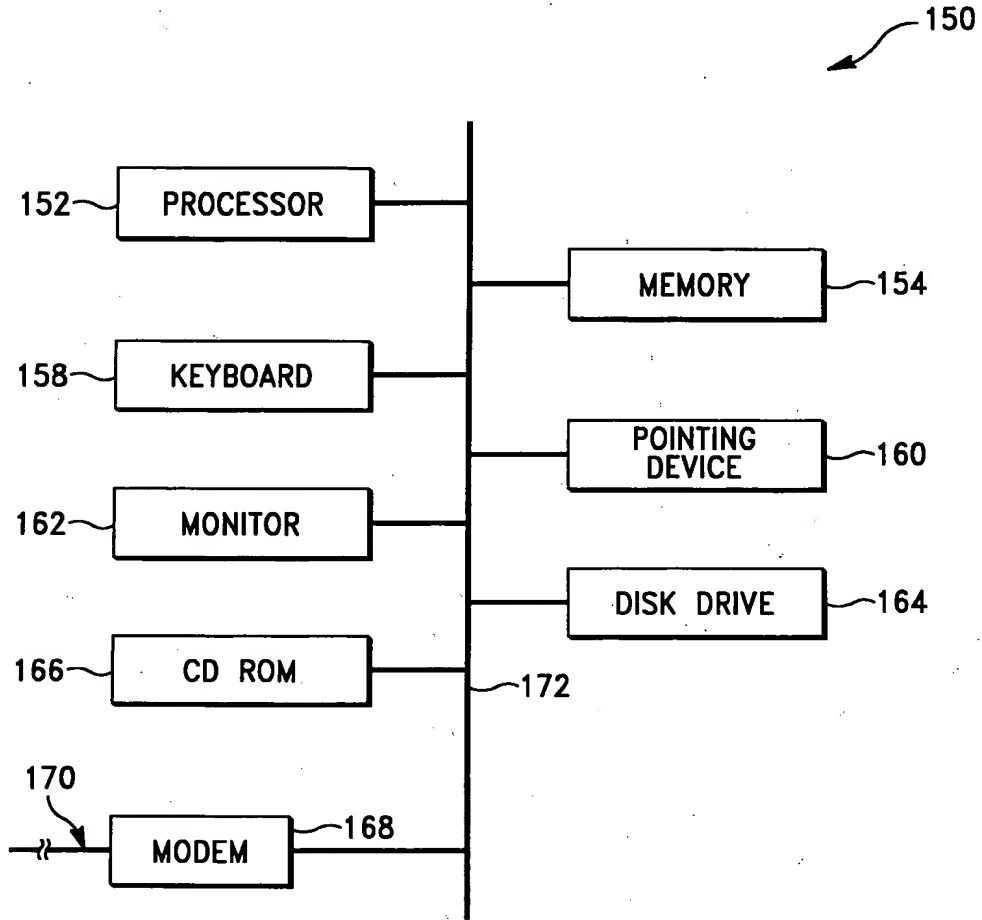 150
152 PROCESSOR
MEMORY 154
158 KEYBOARD
POINTING
DEVICE 160
162 MONITOR
DISK DRIVE 164
166 CD ROM
172
170
MODEM 168